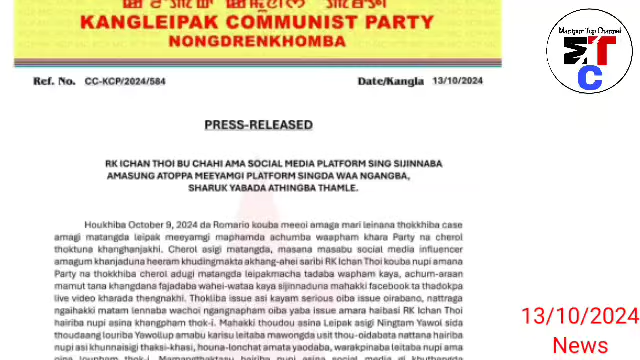 KANGLEIPAK COMMUNIST PARTY
NONGDRENKHOMBA
Manipur Top Channel
TC
Ref. No. CC-KCP/2024/584
Date/Kangla 13/10/2024
PRESS-RELEASED
RK ICHAN THOI BU CHAHI AMA SOCIAL MEDIA PLATFORM SING SIJINNABA
AMASUNG ATOPPA MEEYAMGI PLATFORM SINGDA WAA NGANGBA,
SHARUK YABADA ATHINGBA THAMLE.
Houkhiba October 9, 2024 da Romario kouba meeoi amaga mari leinana thokkhiba case
amagi matangda leipak meeyamgi maphamda achumba waapham khara Party na cherol
thoktuna khanghanjakhi. Cherol asigi matangda, masana masabu social media influencer
amagum khanjaduna heeram khudingmakta akhang-ahei saribi RK Ichan Thoi kouba nupi amana
Party na thokkhiba cherol adugi matangda leipakmacha tadaba wapham kaya, achum-araan
mamut tana khangdana fajadaba wahei-wataa kaya sijinnaduna mahakki facebook ta thadokpa
live video kharada thengnakhi. Thokliba issue asi kayam serious oiba issue oirabano, nattraga
ngaihakki matam lennaba wachoi ngangnapham oiba yaba issue amara haibasi RK Ichan Thoi
hairiba nupi asina khangpham thok-i. Mahakki thoudou asina Leipak asigi Ningtam Yawol sida
thoudaang louriba Yawollup amabu karisu leitaba mawongda usit thou-oidabata nattana hairiba
nupi asi khunnaisigi thaksi-khasi, houna-lonchat amata yaodaba, warakpinaba leitaba nupi ama
13/10/2024
News